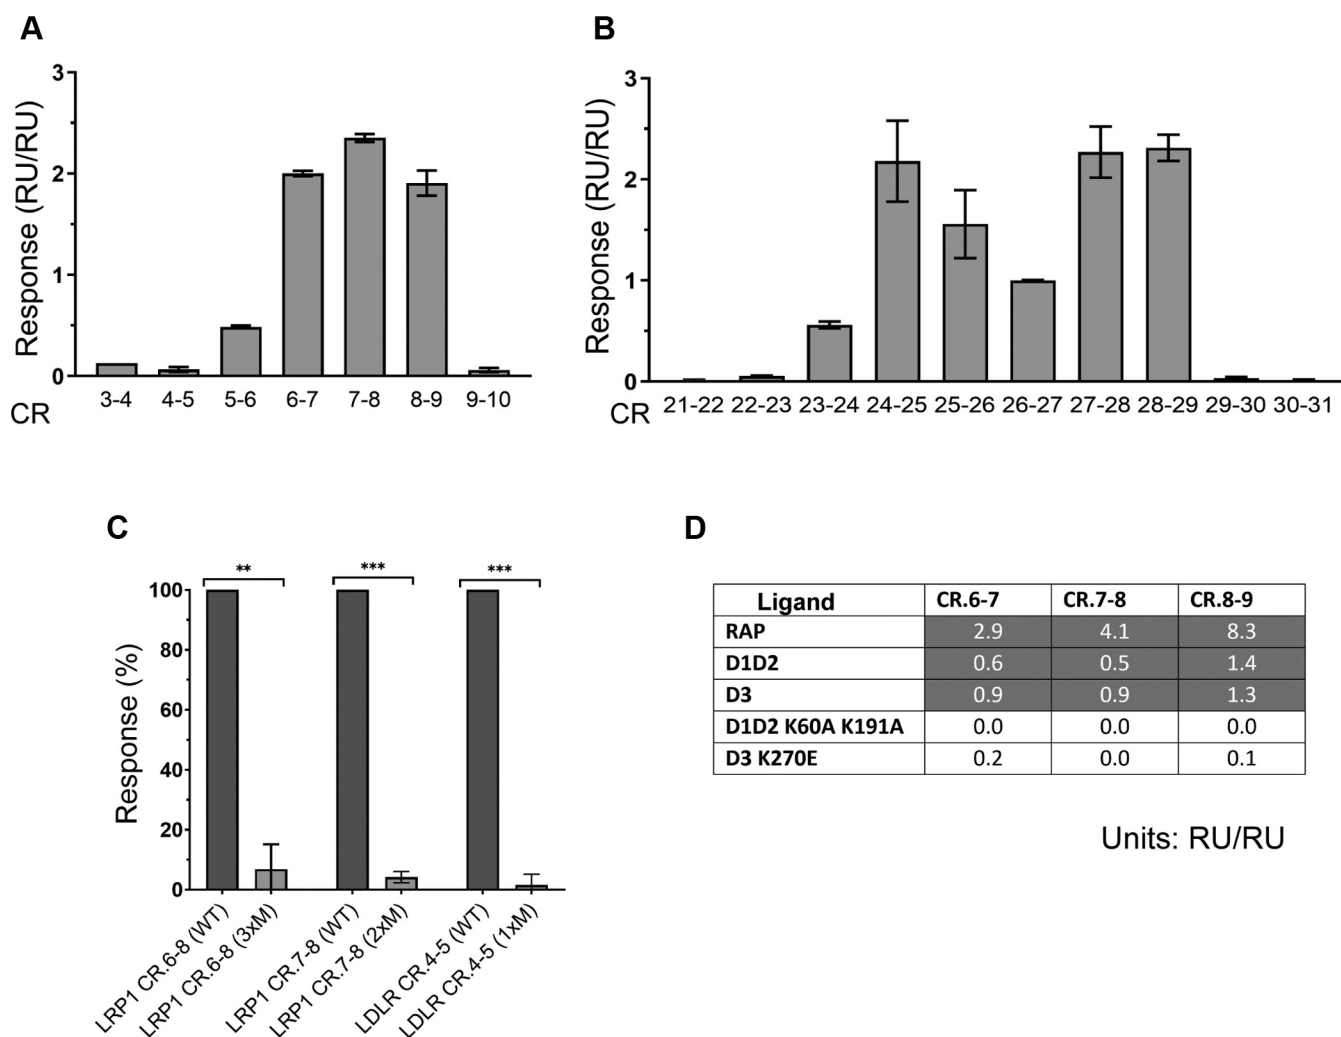 A
Response (RU/RU)
3
2
1
0
CR
3-4 4-5 5-6 6-7 7-8 8-9 9-10
B
Response (RU/RU)
3
2
1
0
CR
21-22 22-23 23-24 24-25 25-26 26-27 27-28 28-29 29-30 30-31
C
Response (%)
100
80
60
40
20
0
** *** ***
LRP1 CR.6-8 (WT)
LRP1 CR.6-8 (3xM)
LRP1 CR.7-8 (WT)
LRP1 CR.7-8 (2xM)
LDLR CR.4-5 (WT)
LDLR CR.4-5 (1xM)
D
Ligand CR.6-7 CR.7-8 CR.8-9
RAP 2.9 4.1 8.3
D1D2 0.6 0.5 1.4
D3 0.9 0.9 1.3
D1D2 K60A K191A 0.0 0.0 0.0
D3 K270E 0.2 0.0 0.1
Units: RU/RU